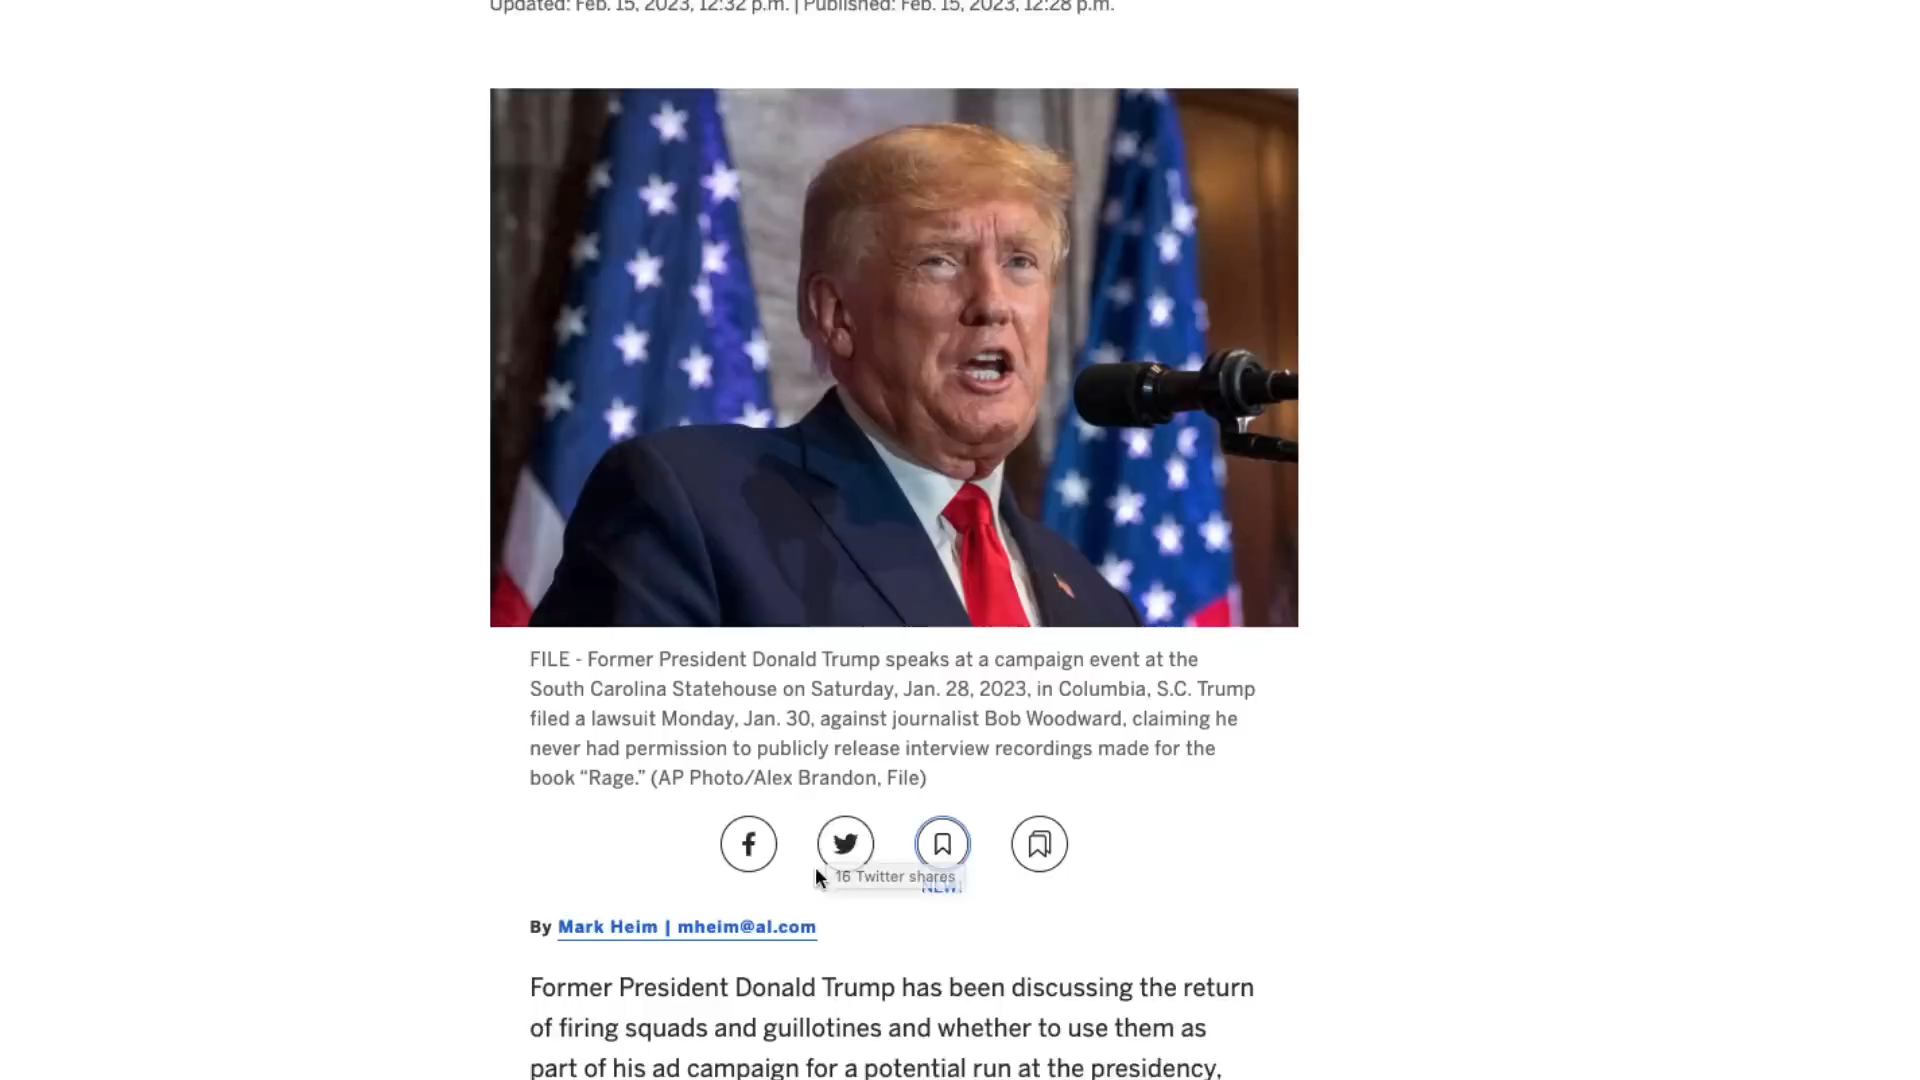 Updated: Feb. 15, 2023, 12:32 p.m. | Published: Feb. 15, 2023, 12:28 p.m.
FILE - Former President Donald Trump speaks at a campaign event at the
South Carolina Statehouse on Saturday, Jan. 28, 2023, in Columbia, S.C. Trump
filed a lawsuit Monday, Jan. 30, against journalist Bob Woodward, claiming he
never had permission to publicly release interview recordings made for the
book “Rage.” (AP Photo/Alex Brandon, File)
16 Twitter shares
NEW!
By Mark Heim | mheim@al.com
Former President Donald Trump has been discussing the return
of firing squads and guillotines and whether to use them as
part of his ad campaign for a potential run at the presidency,